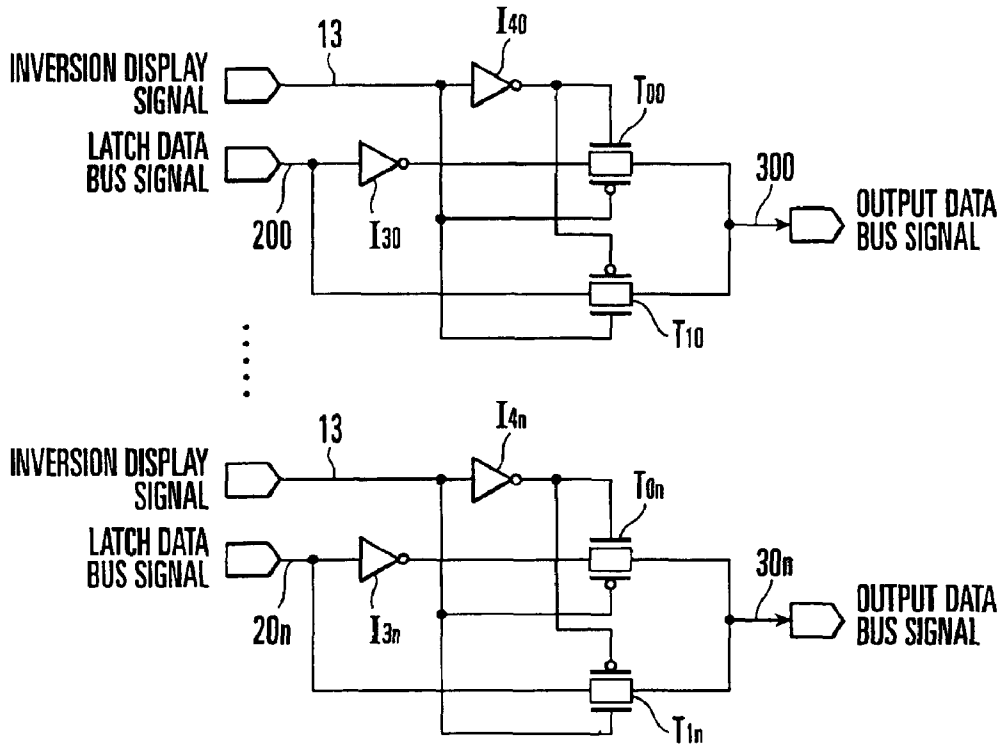 13
I40
INVERSION DISPLAY
SIGNAL
T00
LATCH DATA
BUS SIGNAL
300
OUTPUT DATA
BUS SIGNAL
200
I30
T10
13
I4n
INVERSION DISPLAY
SIGNAL
T0n
LATCH DATA
BUS SIGNAL
30n
OUTPUT DATA
BUS SIGNAL
20n
I3n
T1n